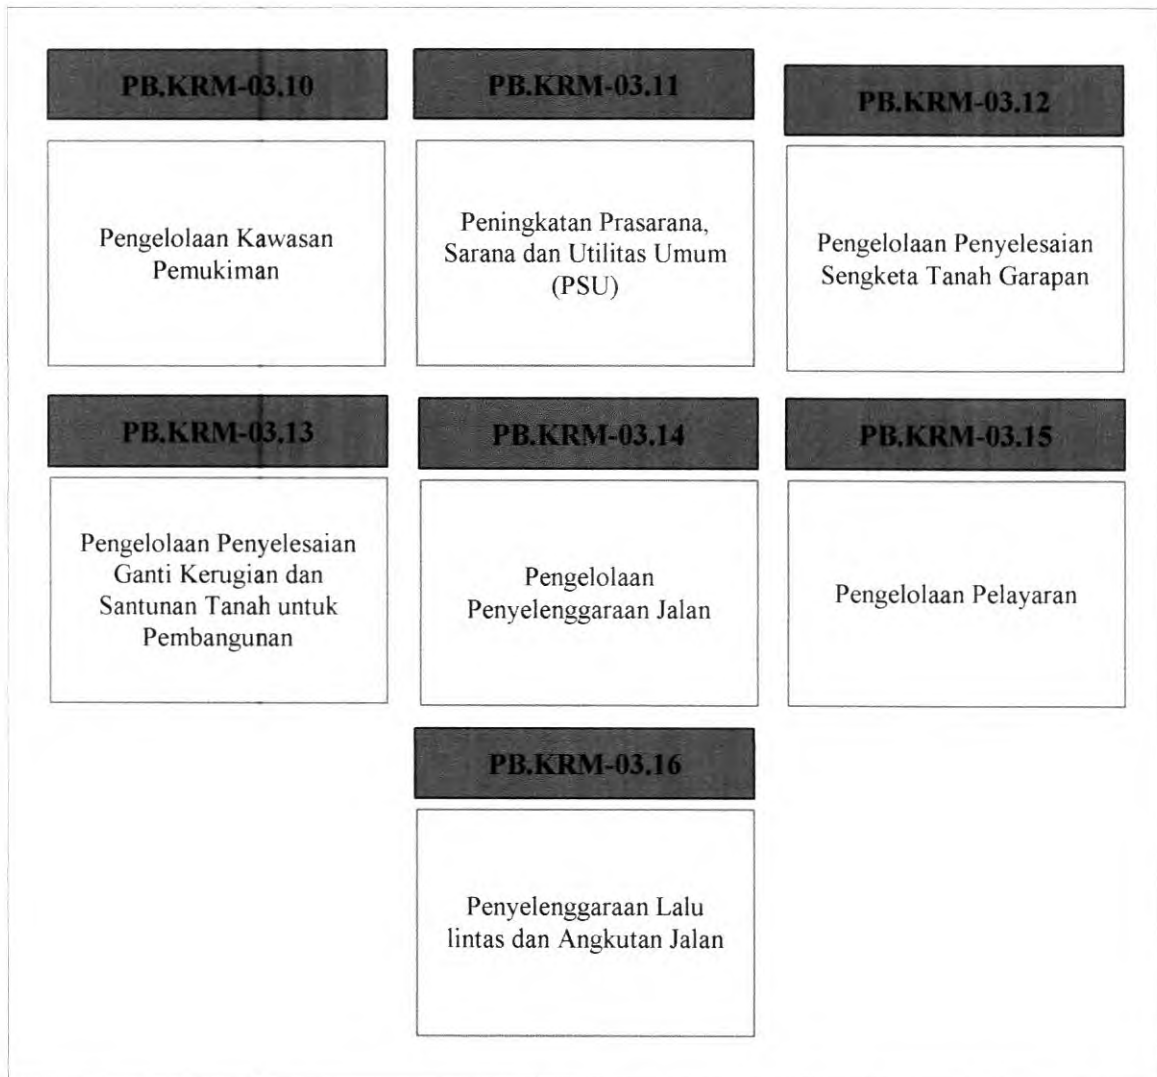 PB.KRM-03.10
Pengelolaan Kawasan
Pemukiman
PB.KRM-03.11
Peningkatan Prasarana,
Sarana dan Utilitas Umum
(PSU)
PB.KRM-03.12
Pengelolaan Penyelesaian
Sengketa Tanah Garapan
PB.KRM-03.13
Pengelolaan Penyelesaian
Ganti Kerugian dan
Santunan Tanah untuk
Pembangunan
PB.KRM-03.14
Pengelolaan
Penyelenggaraan Jalan
PB.KRM-03.15
Pengelolaan Pelayaran
PB.KRM-03.16
Penyelenggaraan Lalu
lintas dan Angkutan Jalan